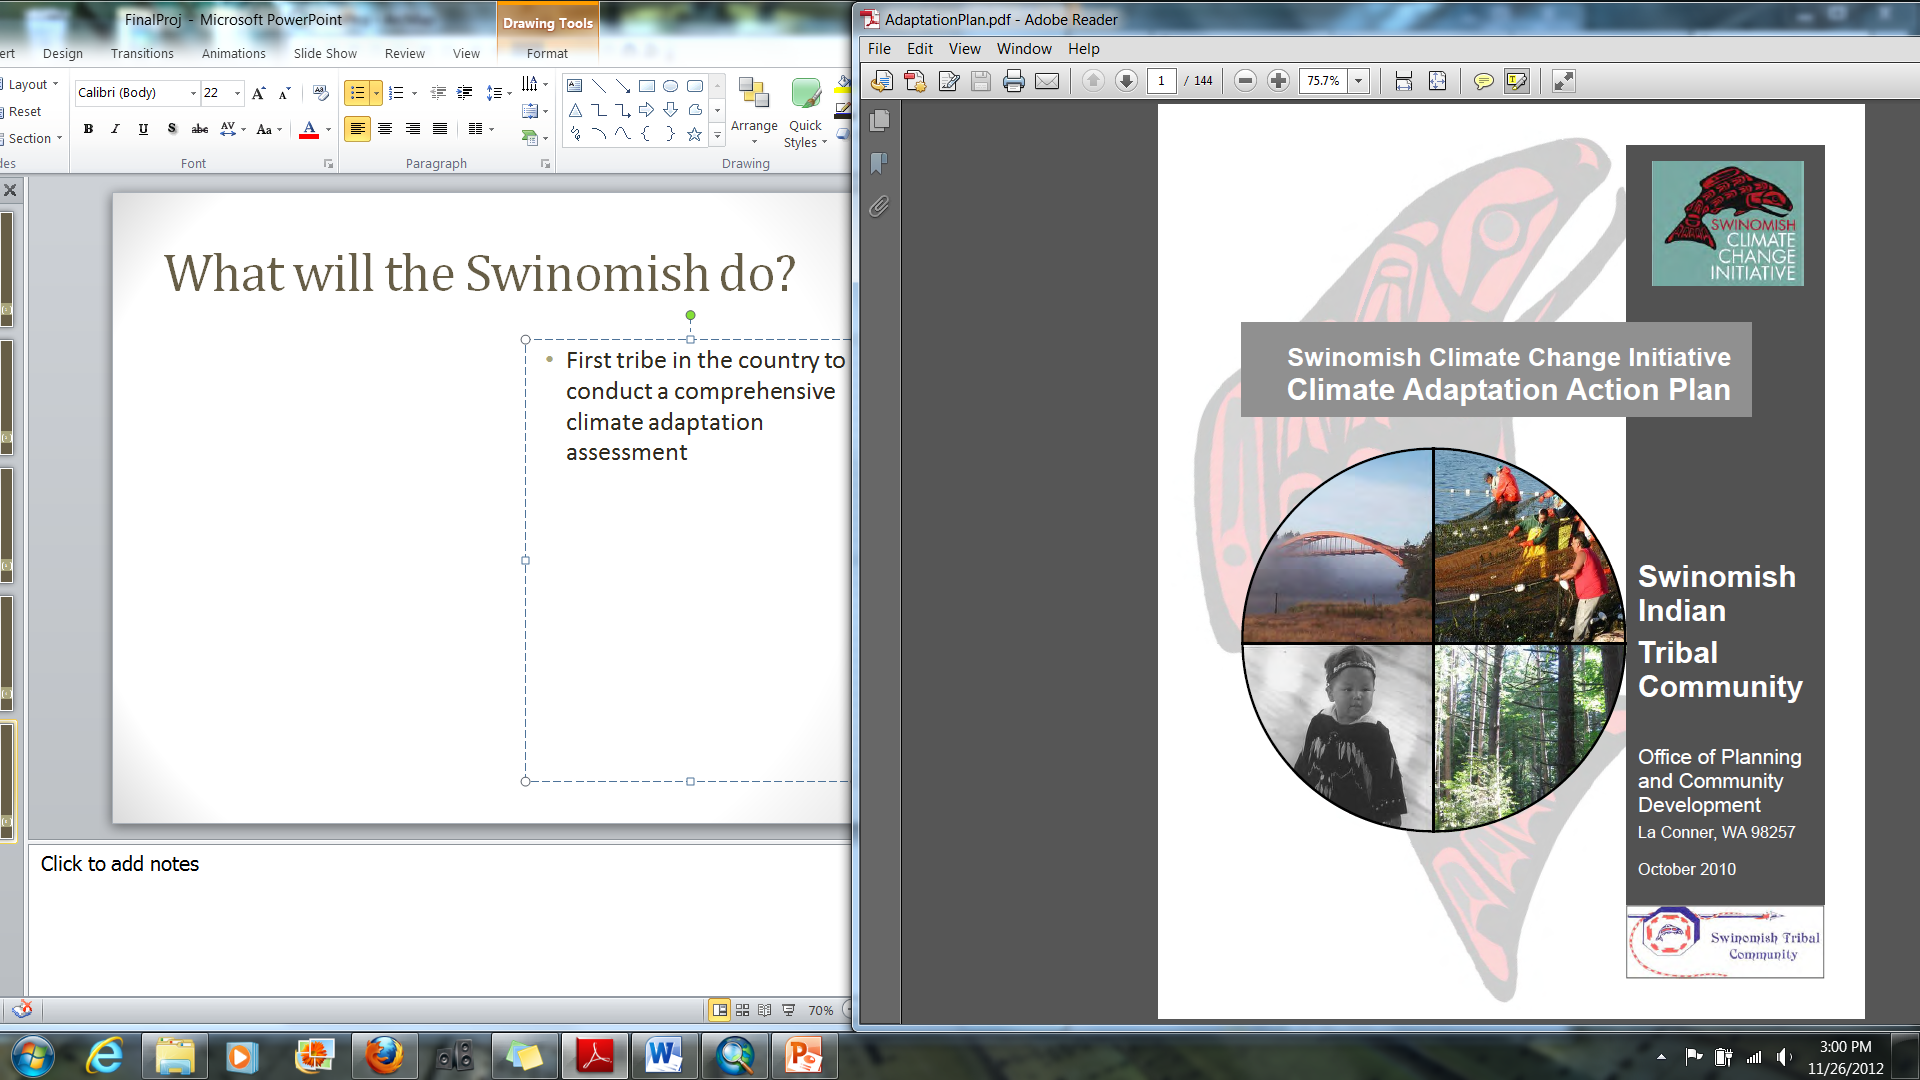 FinalProj - Microsoft PowerPoint
Drawing Tools
ert Design Transitions Animations Slide Show Review View Format
Layout
Reset
Section
des
Calibri (Body) 22
B I U S abc AV Aa A
Font
Paragraph
Arrange
Quick
Styles
Drawing
What will the Swinomish do?
• First tribe in the country to
conduct a comprehensive
climate adaptation
assessment
Click to add notes
70%
AdaptationPlan.pdf - Adobe Reader
File Edit View Window Help
1 / 144 75.7%
SWINOMISH
CLIMATE
CHANGE
INITIATIVE
Swinomish Climate Change Initiative
Climate Adaptation Action Plan
Swinomish
Indian
Tribal
Community
Office of Planning
and Community
Development
La Conner, WA 98257
October 2010
Swinomish Tribal
Community
3:00 PM
11/26/2012